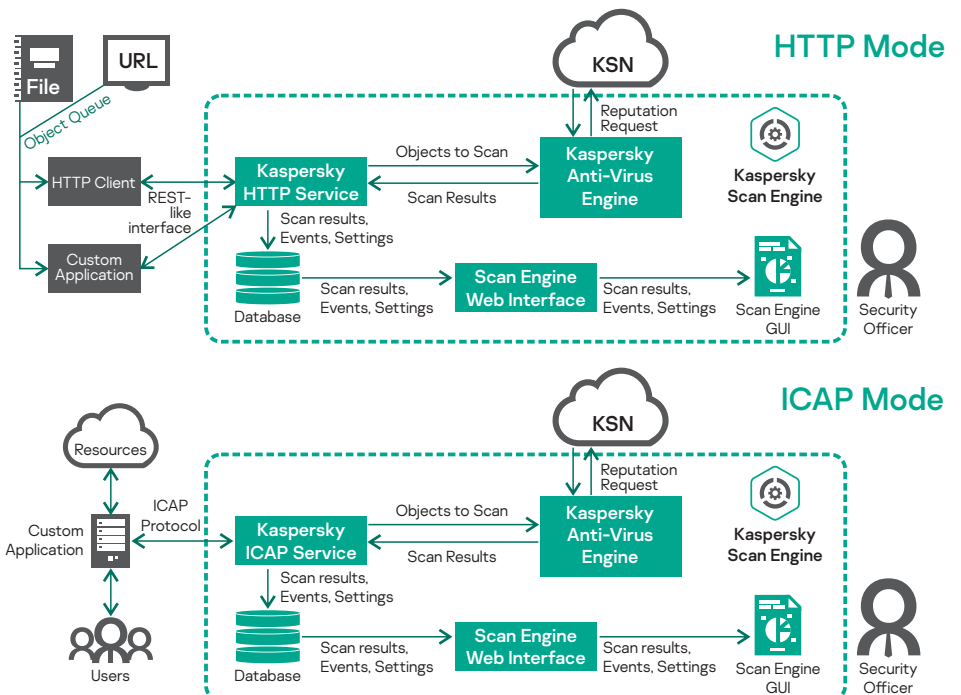 HTTP Mode
File
URL
KSN
Object Queue
Reputation
Request
HTTP Client
REST-
like
interface
Custom
Application
Kaspersky
HTTP Service
Objects to Scan
Scan Results
Kaspersky
Anti-Virus
Engine
Kaspersky
Scan Engine
Scan results,
Events, Settings
Database
Scan results,
Events, Settings
Scan Engine
Web Interface
Scan results,
Events, Settings
Scan Engine
GUI
Security
Officer
ICAP Mode
KSN
Resources
Reputation
Request
Custom
Application
ICAP
Protocol
Kaspersky
ICAP Service
Objects to Scan
Scan Results
Kaspersky
Anti-Virus
Engine
Kaspersky
Scan Engine
Scan results,
Events, Settings
Users
Database
Scan results,
Events, Settings
Scan Engine
Web Interface
Scan results,
Events, Settings
Scan Engine
GUI
Security
Officer